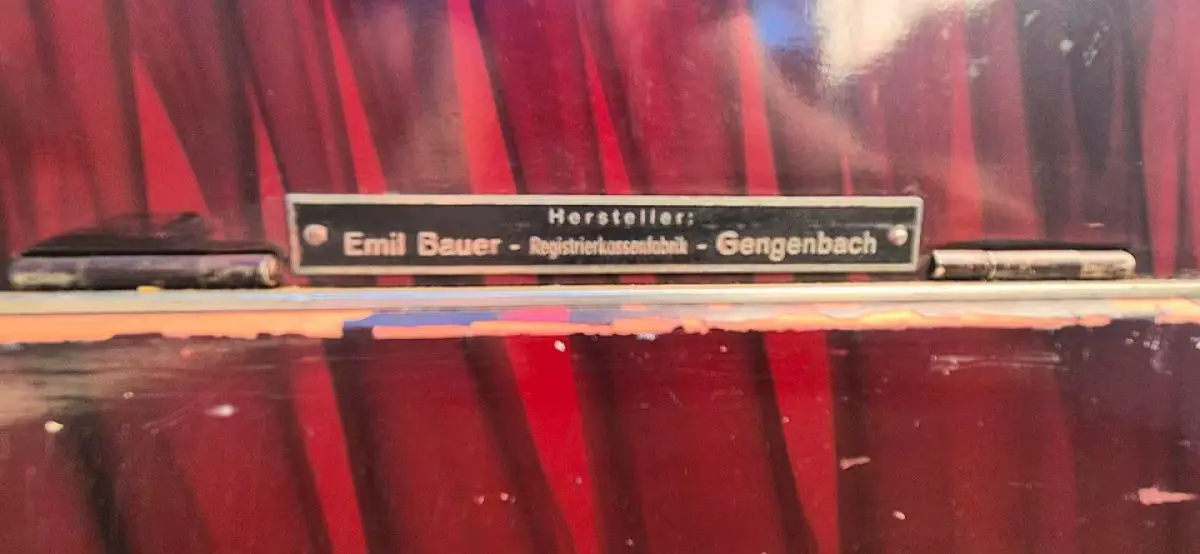 Hersteller:
Emil Bauer - Registrierkassenfabrik - Gengenbach